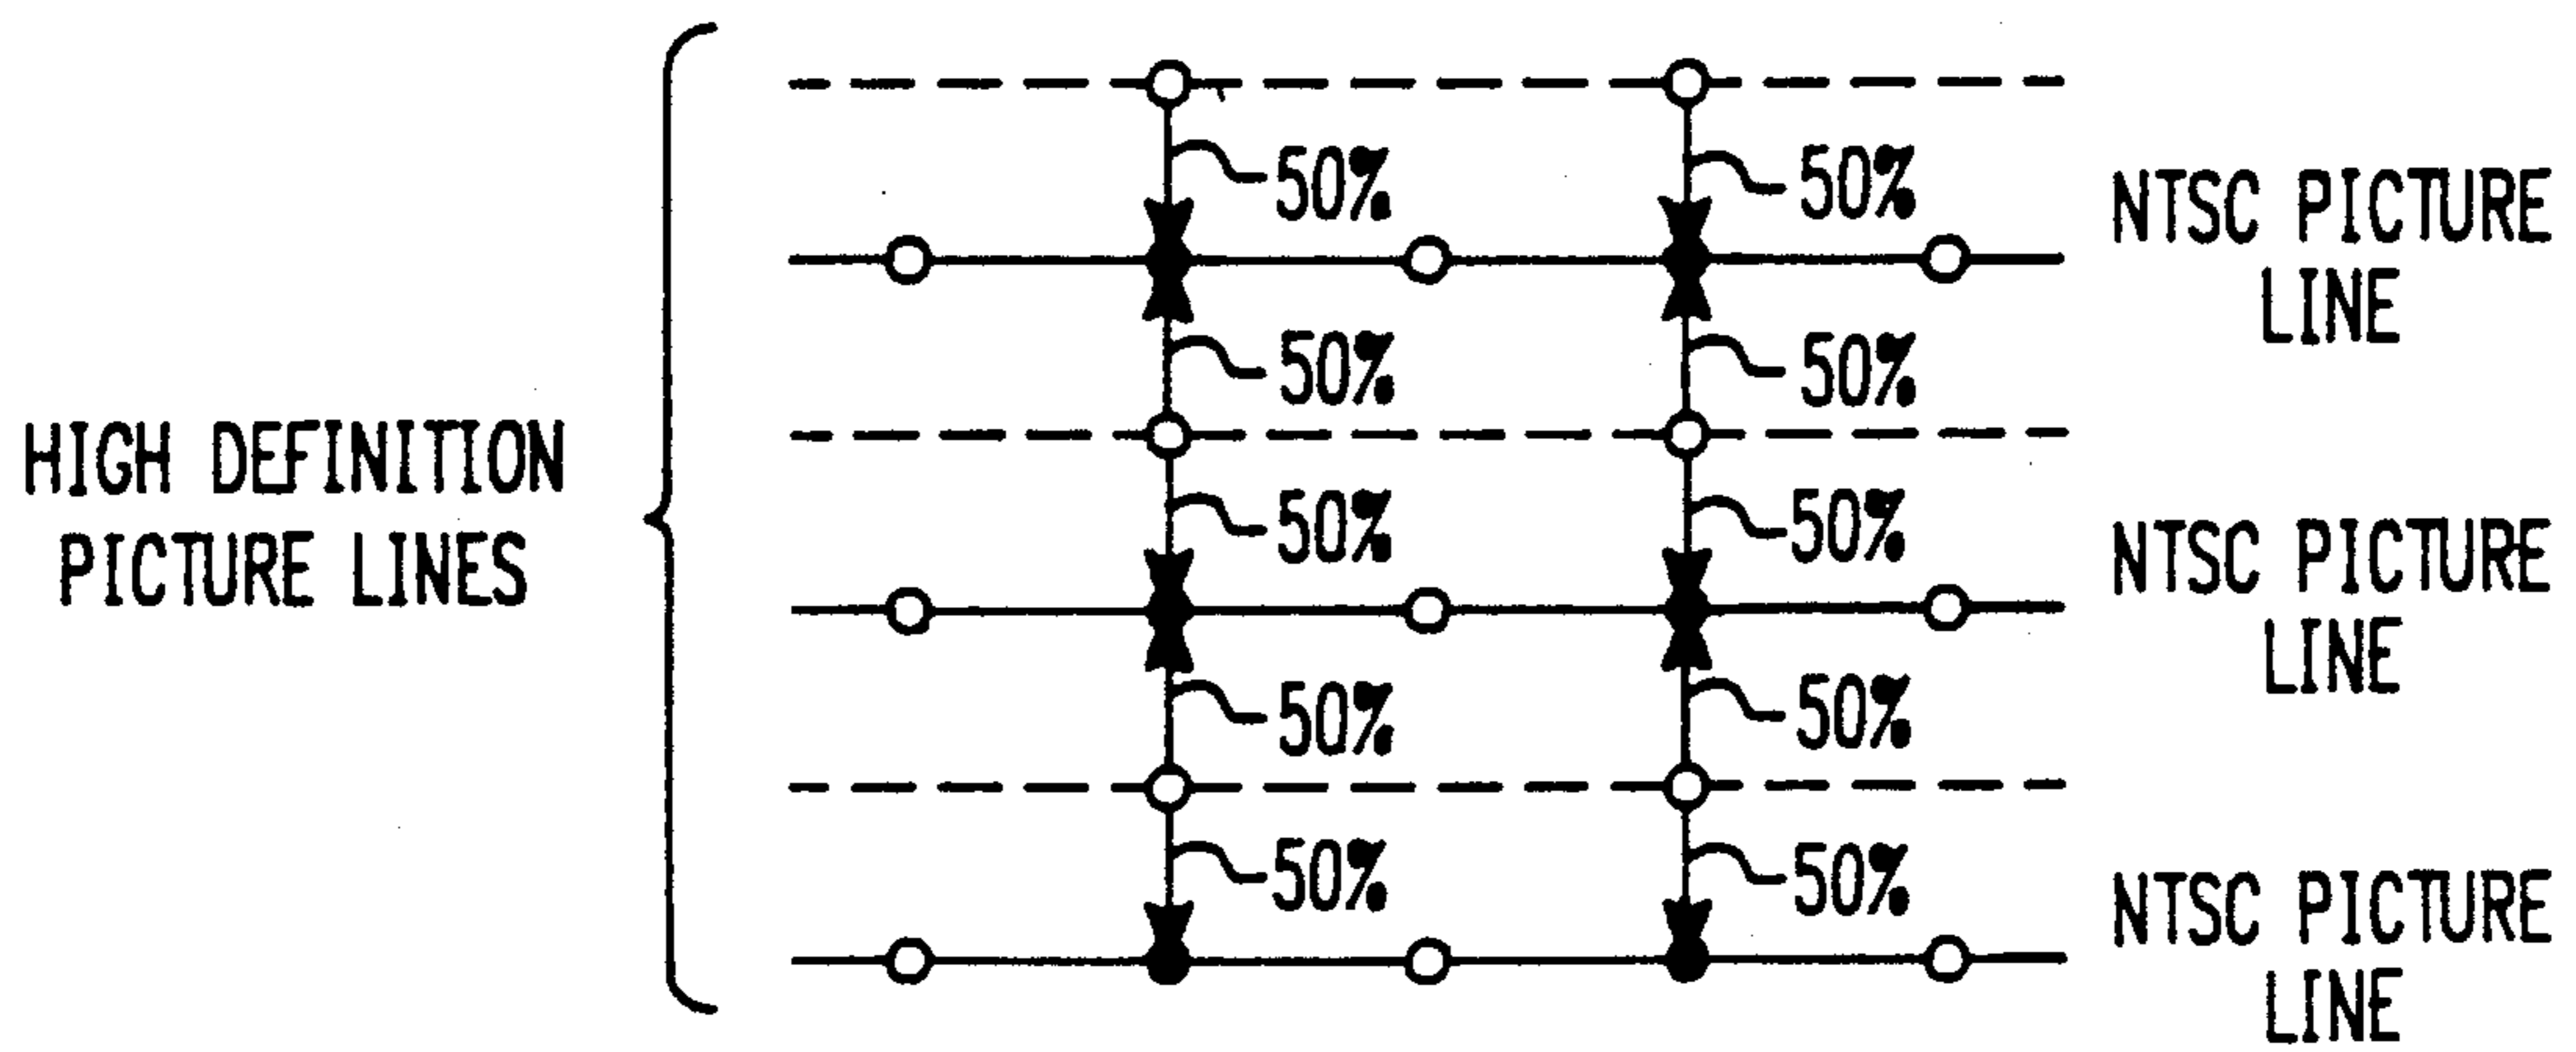 50% 50%
NTSC PICTURE
LINE
50% 50%
HIGH DEFINITION
PICTURE LINES
50% 50%
NTSC PICTURE
LINE
50% 50%
50% 50%
NTSC PICTURE
LINE